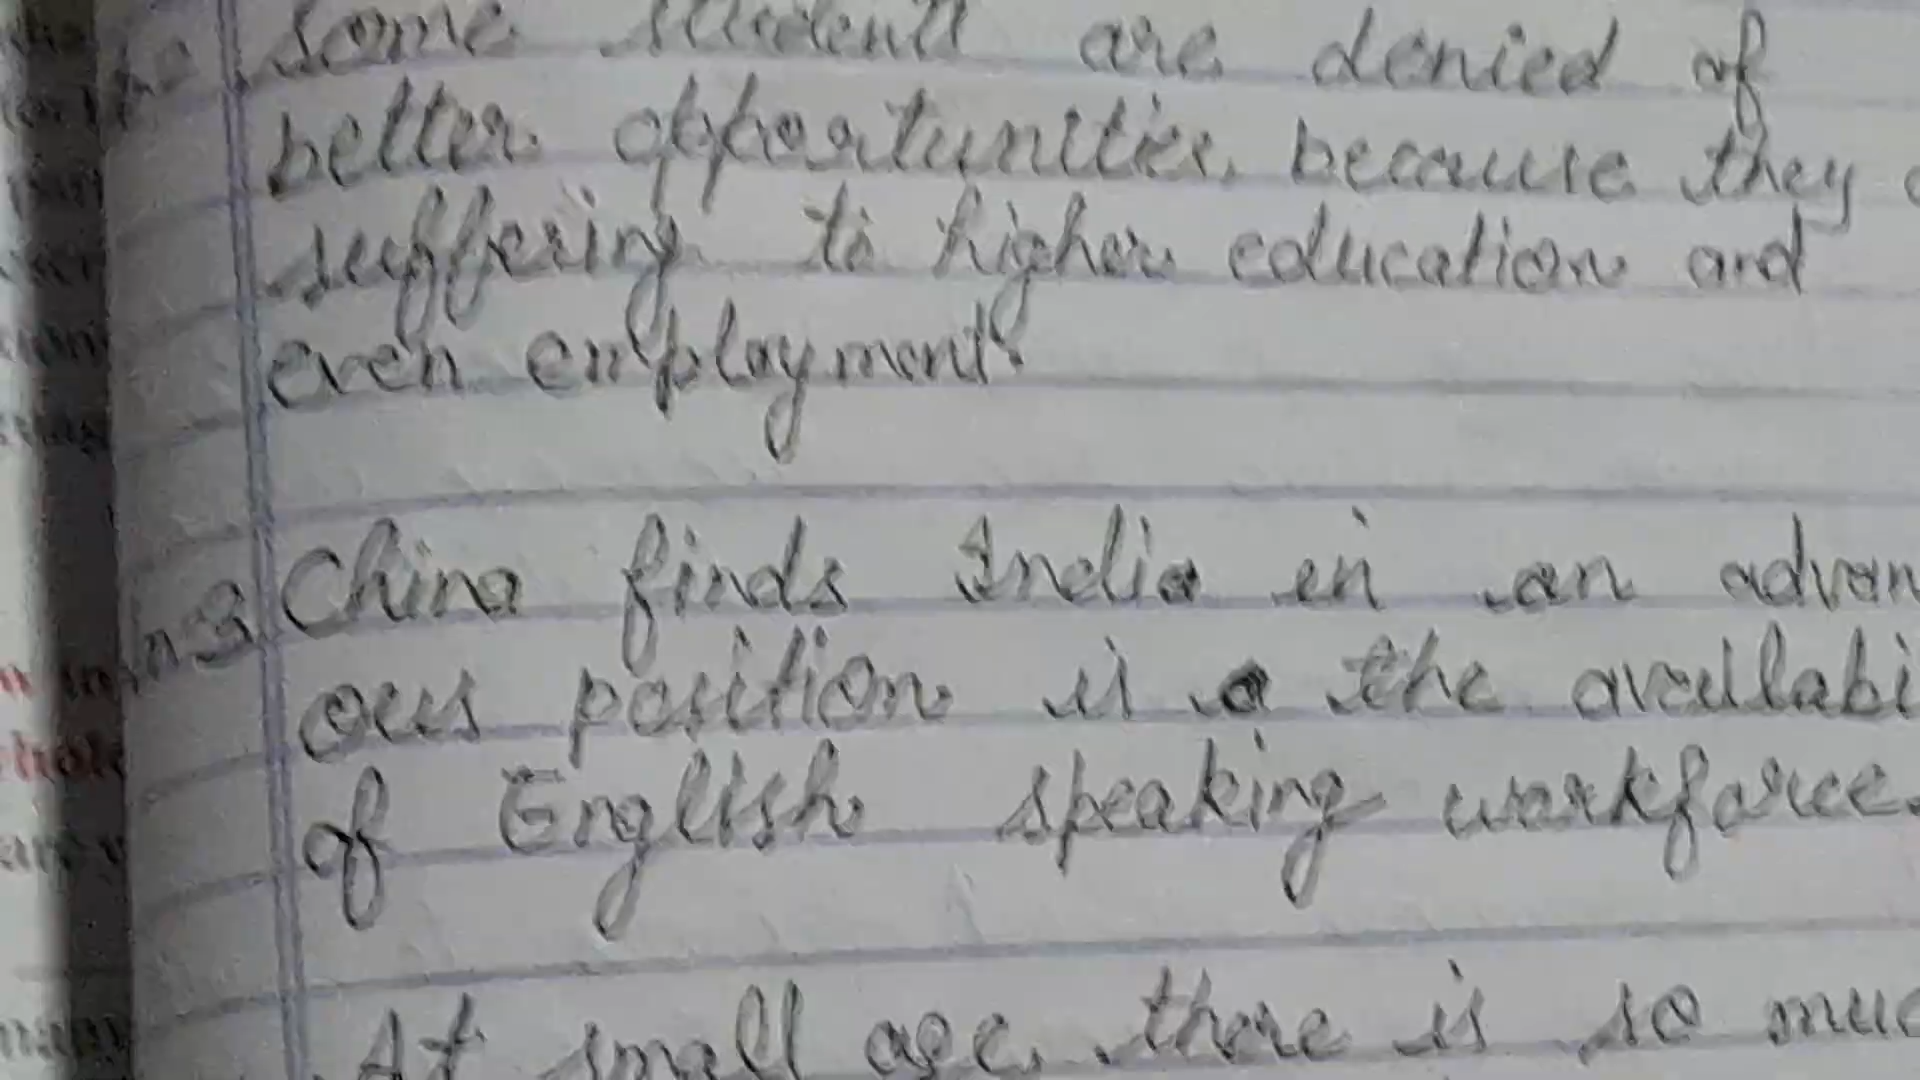 some students are denied of
better opportunities because they
suffering to higher education and
even employment.
n3 China finds India in an advan
ous position is a the availabi
of English speaking workforce.
At small age there is so muc